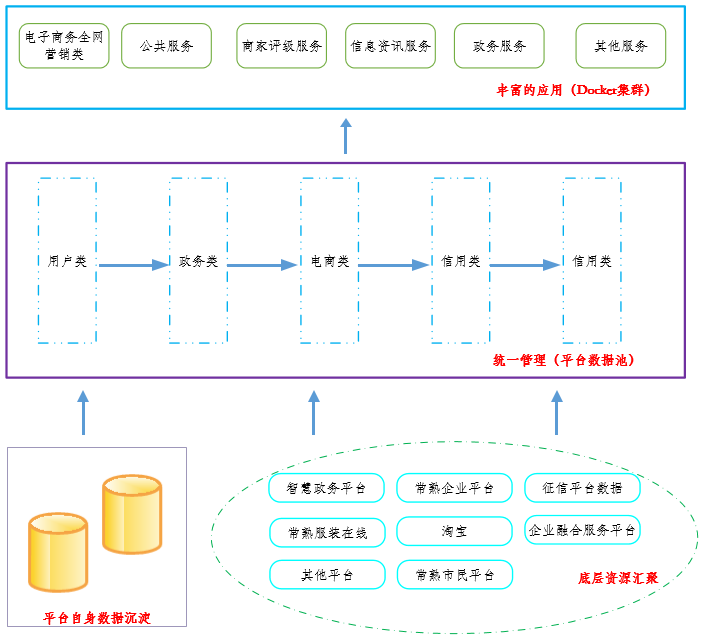 电子商务全网
营销类
公共服务
商家评级服务
信息资讯服务
政务服务
其他服务
丰富的应用（Docker集群）
用户类
政务类
电商类
信用类
信用类
统一管理（平台数据池）
智慧政务平台
常熟企业平台
征信平台数据
常熟服装在线
淘宝
企业融合服务平台
其他平台
常熟市民平台
底层资源汇聚
平台自身数据沉淀